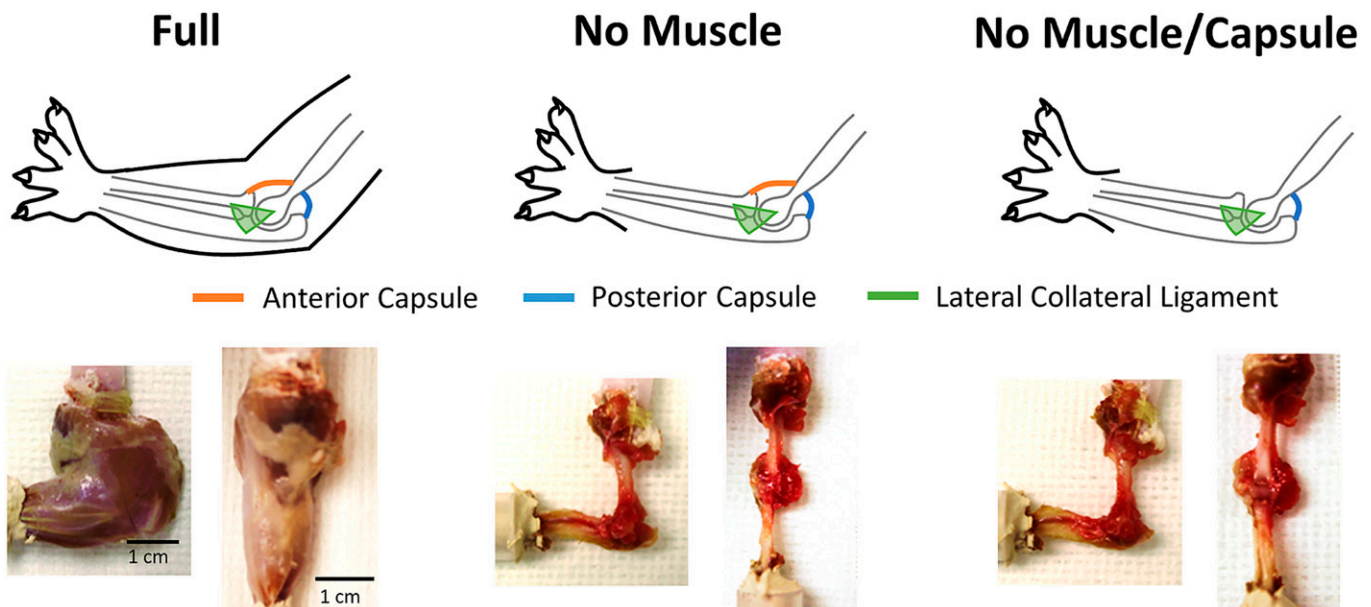 Full
No Muscle
No Muscle/Capsule
Anterior Capsule
Posterior Capsule
Lateral Collateral Ligament
1 cm
1 cm